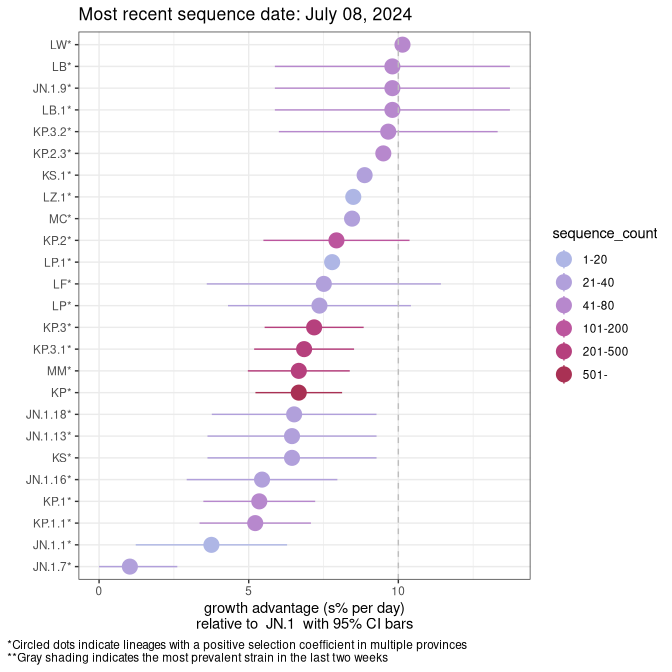 Most recent sequence date: July 08, 2024
LW*
LB*
JN.1.9*
LB.1*
KP.3.2*
KP.2.3*
KS.1*
LZ.1*
MC*
KP.2*
LP.1*
LF*
LP*
KP.3*
KP.3.1*
MM*
KP*
JN.1.18*
JN.1.13*
KS*
JN.1.16*
KP.1*
KP.1.1*
JN.1.1*
JN.1.7*
0 5 10
growth advantage (s% per day)
relative to JN.1 with 95% CI bars
sequence_count
1-20
21-40
41-80
101-200
201-500
501-
*Circled dots indicate lineages with a positive selection coefficient in multiple provinces
**Gray shading indicates the most prevalent strain in the last two weeks